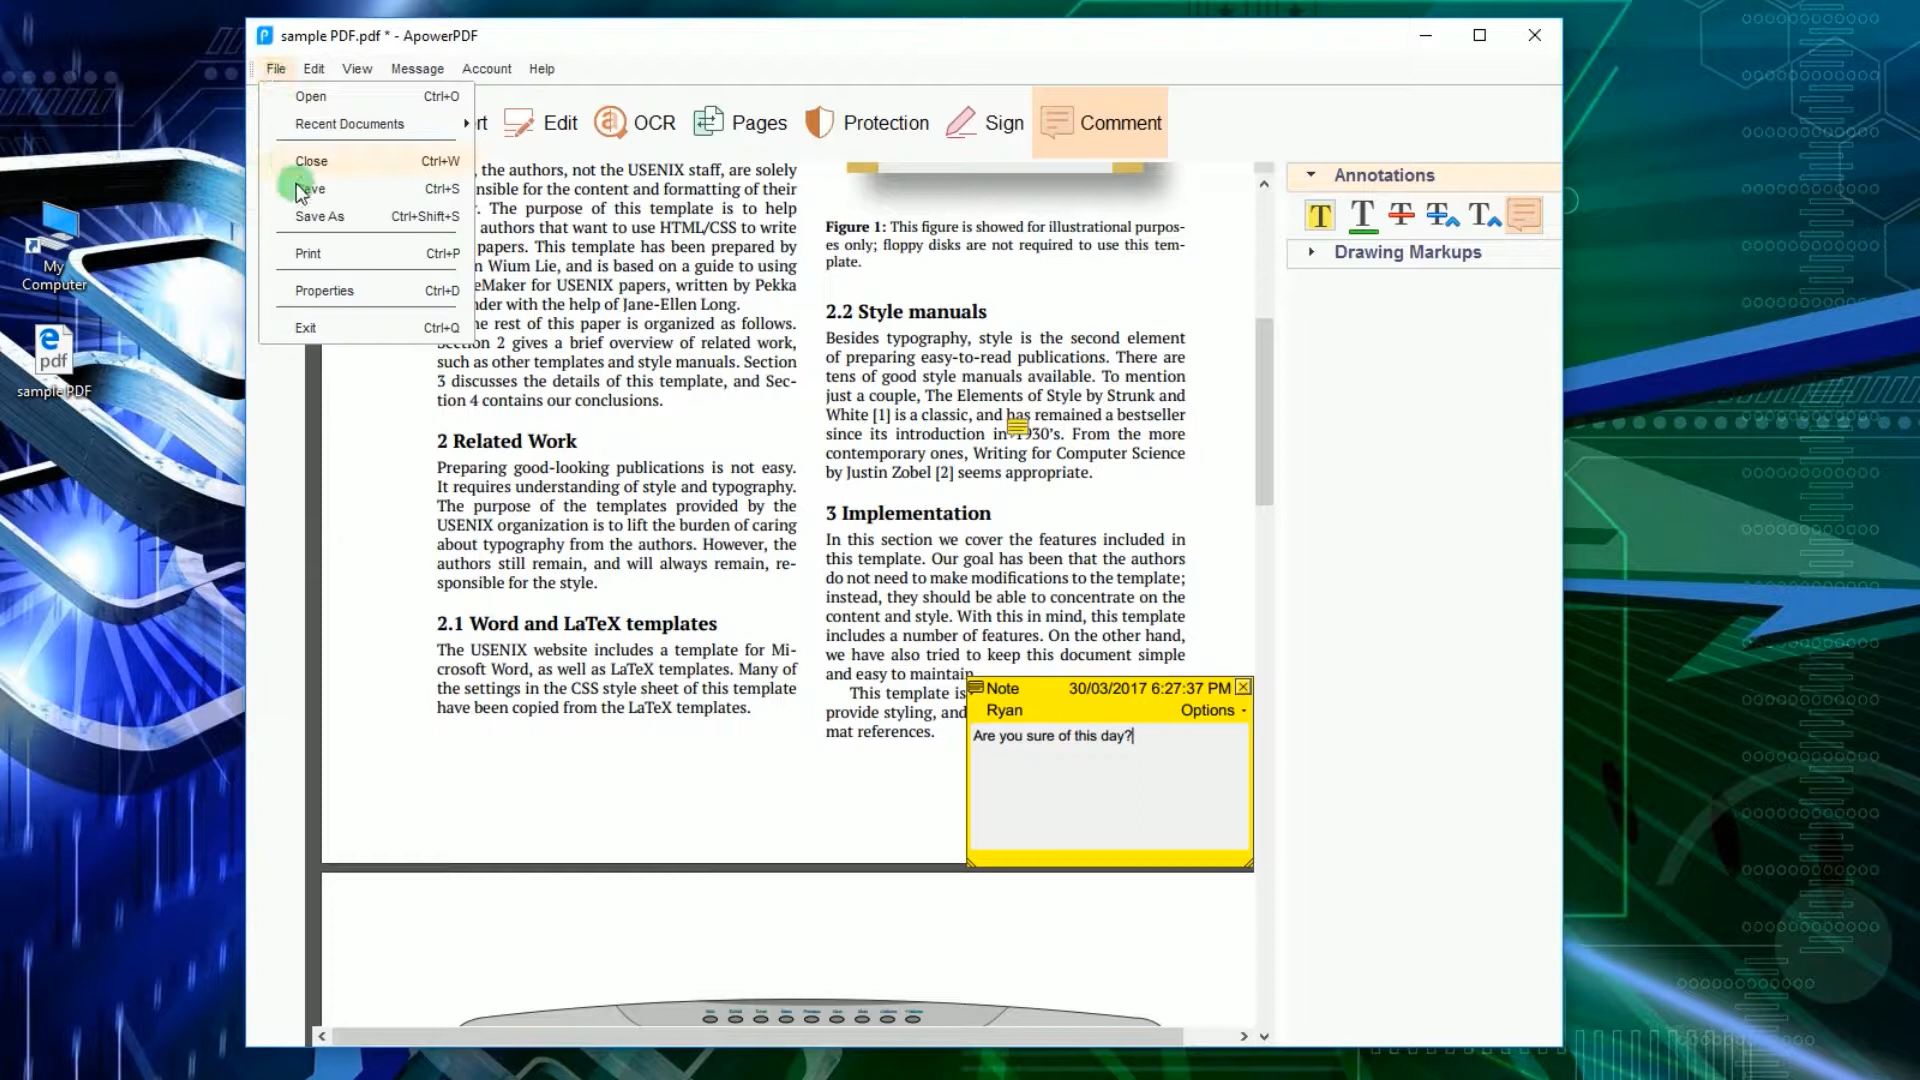 sample PDF.pdf * - ApowerPDF
File Edit View Message Account Help
Open Ctrl+O
Recent Documents
Close Ctrl+W
Save Ctrl+S
Save As Ctrl+Shift+S
Print Ctrl+P
Properties Ctrl+D
Exit Ctrl+Q
rt Edit OCR Pages Protection Sign Comment
My
Computer
pdf
sample PDF
, the authors, not the USENIX staff, are solely
nsible for the content and formatting of their
. The purpose of this template is to help
authors that want to use HTML/CSS to write
papers. This template has been prepared by
n Wium Lie, and is based on a guide to using
eMaker for USENIX papers, written by Pekka
nder with the help of Jane-Ellen Long.
he rest of this paper is organized as follows.
Section 2 gives a brief overview of related work,
such as other templates and style manuals. Section
3 discusses the details of this template, and Sec-
tion 4 contains our conclusions.
2 Related Work
Preparing good-looking publications is not easy.
It requires understanding of style and typography.
The purpose of the templates provided by the
USENIX organization is to lift the burden of caring
about typography from the authors. However, the
authors still remain, and will always remain, re-
sponsible for the style.
2.1 Word and LaTeX templates
The USENIX website includes a template for Mi-
crosoft Word, as well as LaTeX templates. Many of
the settings in the CSS style sheet of this template
have been copied from the LaTeX templates.
Figure 1: This figure is showed for illustrational purpos-
es only; floppy disks are not required to use this tem-
plate.
2.2 Style manuals
Besides typography, style is the second element
of preparing easy-to-read publications. There are
tens of good style manuals available. To mention
just a couple, The Elements of Style by Strunk and
White [1] is a classic, and has remained a bestseller
since its introduction in 1930's. From the more
contemporary ones, Writing for Computer Science
by Justin Zobel [2] seems appropriate.
3 Implementation
In this section we cover the features included in
this template. Our goal has been that the authors
do not need to make modifications to the template;
instead, they should be able to concentrate on the
content and style. With this in mind, this template
includes a number of features. On the other hand,
we have also tried to keep this document simple
and easy to maintain.
This template is
provide styling, and
mat references.
Note 30/03/2017 6:27:37 PM
Ryan Options
Are you sure of this day?
Annotations
T T T T T
Drawing Markups